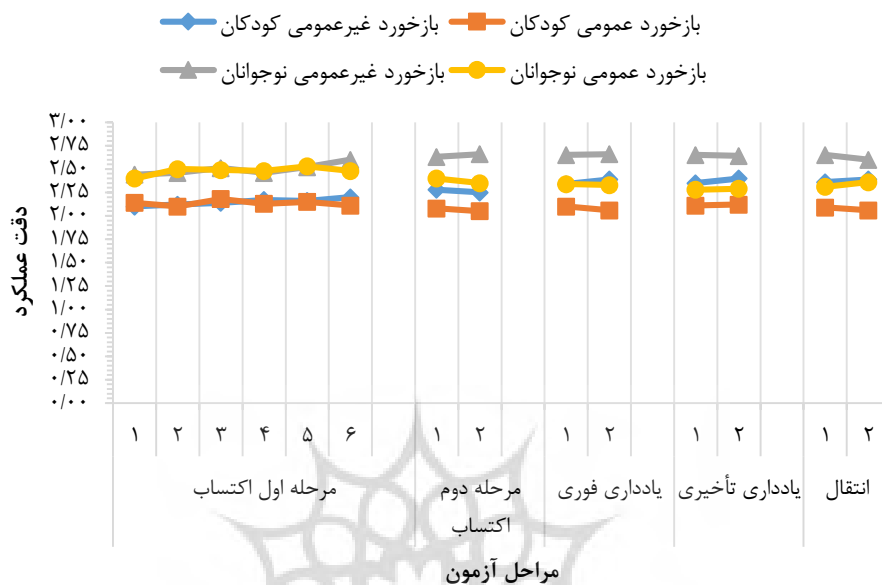 بازخورد عمومی کودکان بازخورد غیرعمومی کودکان
بازخورد عمومی نوجوانان بازخورد غیرعمومی نوجوانان
۳/۰۰
۲/۷۵
۲/۵۰
۲/۲۵
۲/۰۰
۱/۷۵
۱/۵۰
۱/۲۵
۱/۰۰
۰/۷۵
۰/۵۰
۰/۲۵
۰/۰۰
دقت عملکرد
۱ ۲ ۳ ۴ ۵ ۶ ۱ ۲ ۱ ۲ ۱ ۲ ۱ ۲
مرحله اول اکتساب
مرحله دوم
اکتساب
یادداری فوری
یادداری تأخیری
انتقال
مراحل آزمون